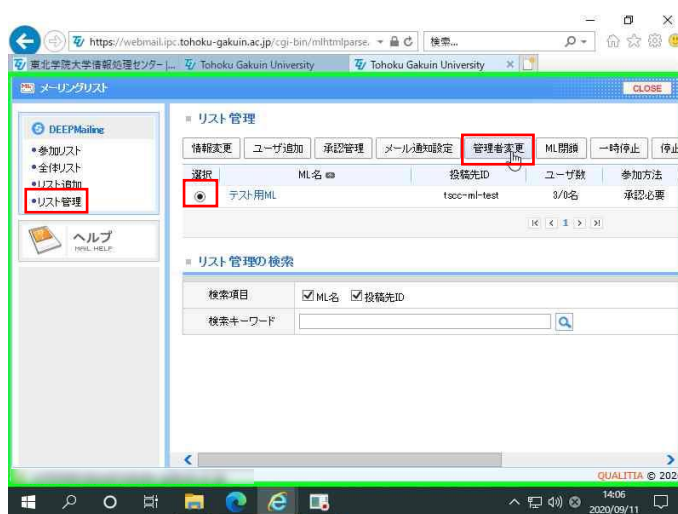 https://webmail.ipc.tohoku-gakuin.ac.jp/cgi-bin/mlhtmlparse. 検索...
東北学院大学情報処理センター |... Tohoku Gakuin University Tohoku Gakuin University
メーリングリスト CLOSE
DEEPMailing
•参加リスト
•全体リスト
•リスト追加
•リスト管理
ヘルプ
MAIL HELP
リスト管理
情報変更 ユーザ追加 承認管理 メール通知設定 管理者変更 ML閉鎖 一時停止 停止
選択 ML名 投稿先ID ユーザ数 参加方法
テスト用ML tscc-ml-test 3/0名 承認必要
1
リスト管理の検索
検索項目 ML名 投稿先ID
検索キーワード
QUALITIA © 202
14:06
2020/09/11